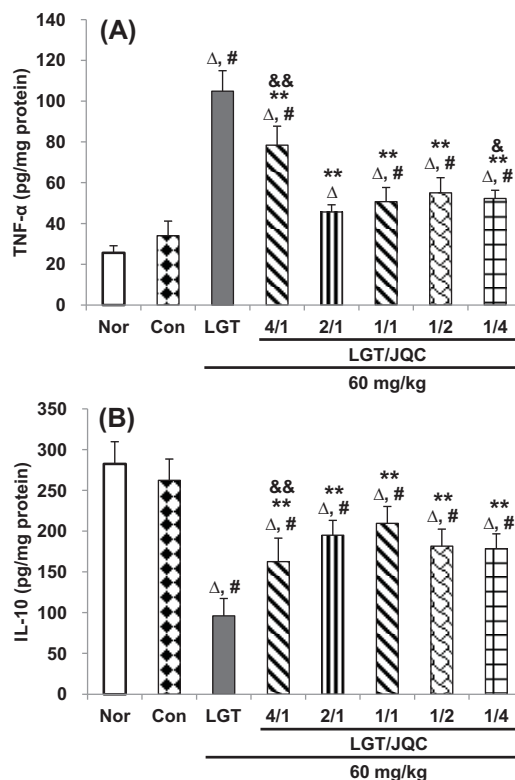 (A)
TNF-α (pg/mg protein)
140
120
100
80
60
40
20
0
Δ, #
&&
**
Δ, #
**
Δ
**
Δ, #
**
Δ, #
&
**
Δ, #
Nor Con LGT 4/1 2/1 1/1 1/2 1/4
LGT/JQC
60 mg/kg
(B)
IL-10 (pg/mg protein)
350
300
250
200
150
100
50
0
Δ, #
&&
**
Δ, #
**
Δ, #
**
Δ, #
**
Δ, #
**
Δ, #
Nor Con LGT 4/1 2/1 1/1 1/2 1/4
LGT/JQC
60 mg/kg